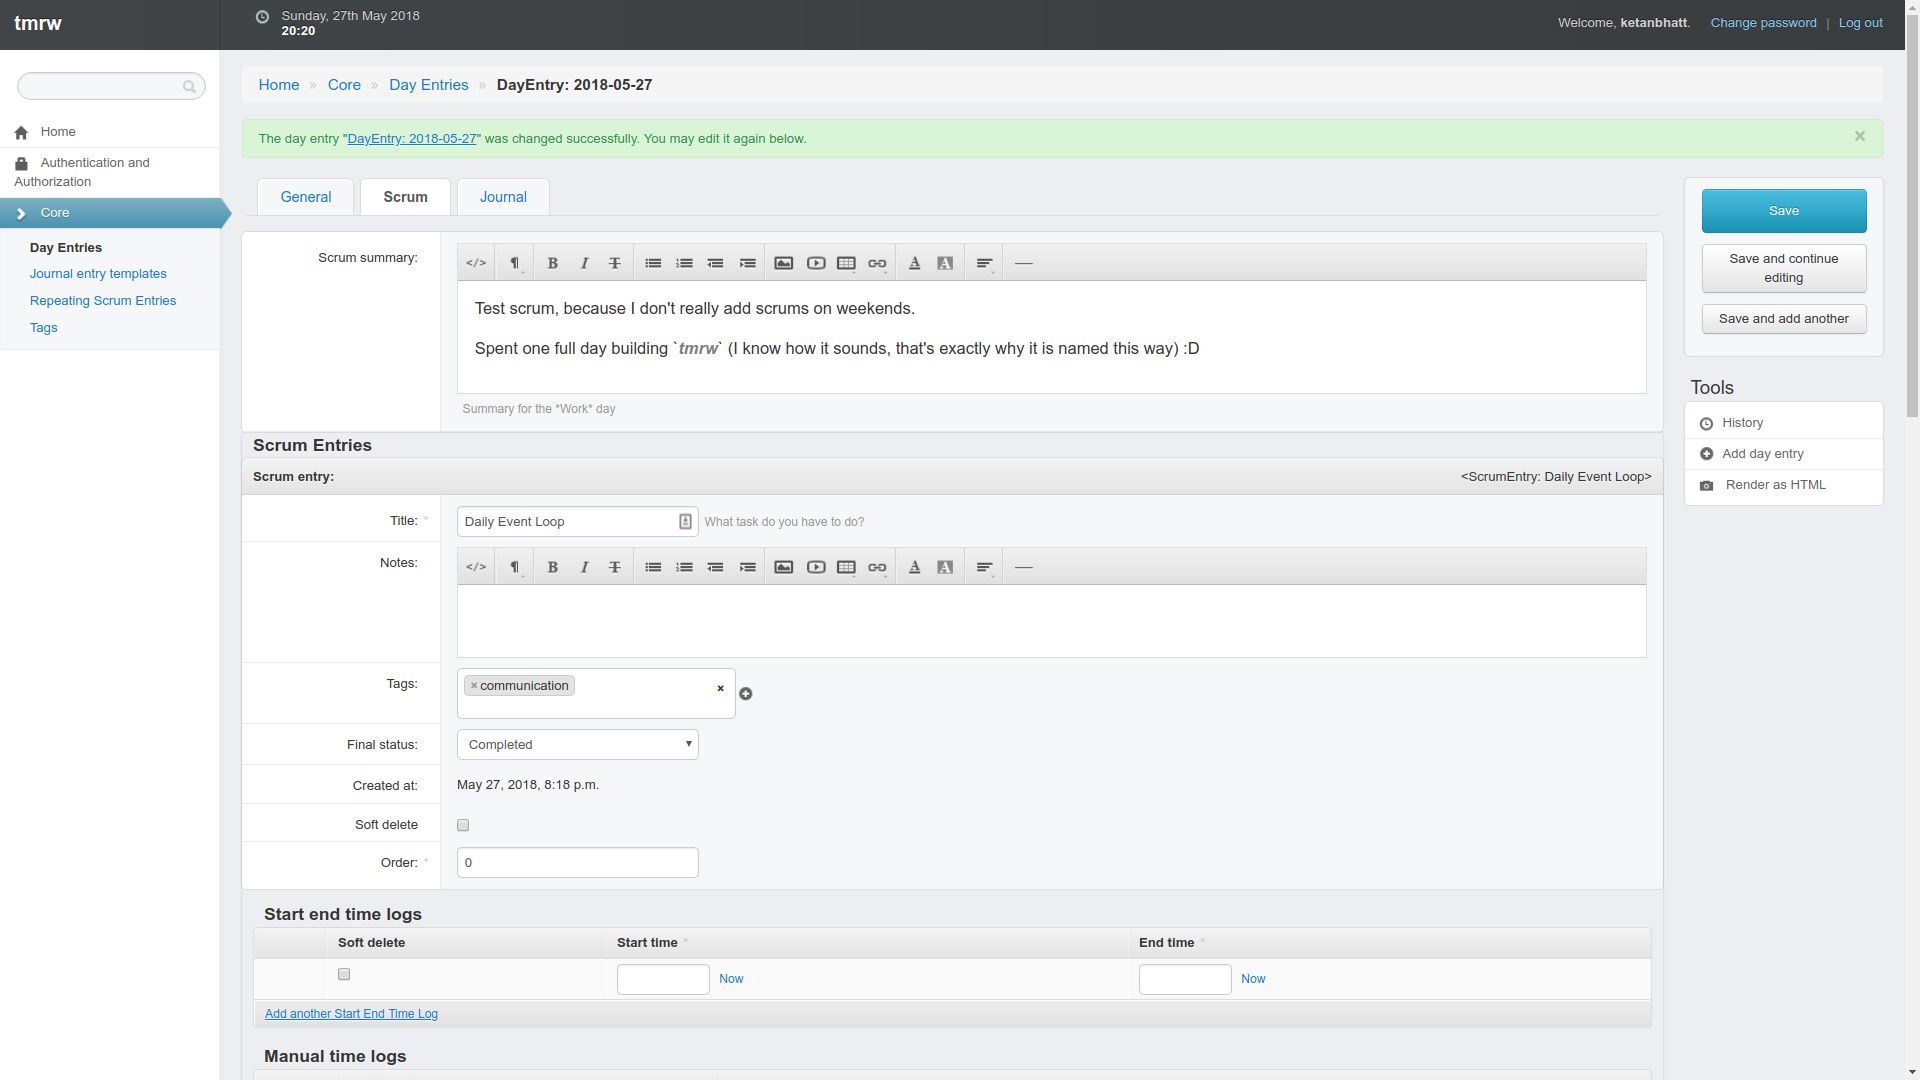 tmrw
Sunday, 27th May 2018
20:20
Welcome, ketanbhatt. Change password | Log out
Home
Authentication and
Authorization
Core
Day Entries
Journal entry templates
Repeating Scrum Entries
Tags
Home » Core » Day Entries » DayEntry: 2018-05-27
The day entry "DayEntry: 2018-05-27" was changed successfully. You may edit it again below.
×
General
Scrum
Journal
Scrum summary:
</> ¶ B I T A A —
Test scrum, because I don't really add scrums on weekends.
Spent one full day building `tmrw` (I know how it sounds, that's exactly why it is named this way) :D
Summary for the *Work* day
Scrum Entries
Scrum entry: <ScrumEntry: Daily Event Loop>
Title: * Daily Event Loop What task do you have to do?
Notes:
</> ¶ B I T A A —
Tags: × communication ×
Final status: Completed
Created at: May 27, 2018, 8:18 p.m.
Soft delete
Order: * 0
Start end time logs
Soft delete Start time * End time *
Now Now
Add another Start End Time Log
Manual time logs
Save
Save and continue
editing
Save and add another
Tools
History
Add day entry
Render as HTML